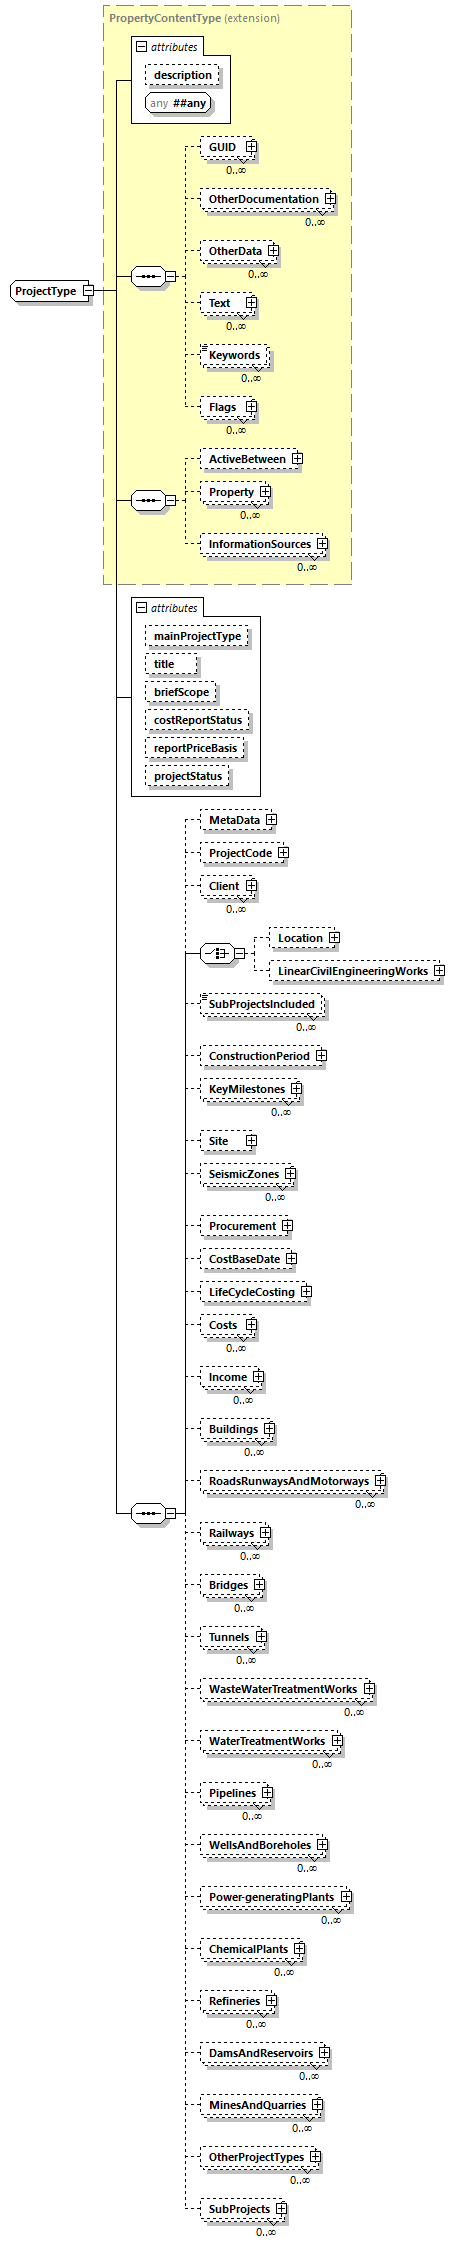 PropertyContentType (extension)
attributes
description
any ##any
GUID
0..∞
OtherDocumentation
0..∞
OtherData
0..∞
ProjectType
Text
0..∞
Keywords
0..∞
Flags
0..∞
ActiveBetween
Property
0..∞
InformationSources
0..∞
attributes
mainProjectType
title
briefScope
costReportStatus
reportPriceBasis
projectStatus
MetaData
ProjectCode
Client
0..∞
Location
LinearCivilEngineeringWorks
SubProjectsIncluded
0..∞
ConstructionPeriod
KeyMilestones
0..∞
Site
SeismicZones
0..∞
Procurement
CostBaseDate
LifeCycleCosting
Costs
0..∞
Income
0..∞
Buildings
0..∞
RoadsRunwaysAndMotorways
0..∞
Railways
0..∞
Bridges
0..∞
Tunnels
0..∞
WasteWaterTreatmentWorks
0..∞
WaterTreatmentWorks
0..∞
Pipelines
0..∞
WellsAndBoreholes
0..∞
Power-generatingPlants
0..∞
ChemicalPlants
0..∞
Refineries
0..∞
DamsAndReservoirs
0..∞
MinesAndQuarries
0..∞
OtherProjectTypes
0..∞
SubProjects
0..∞